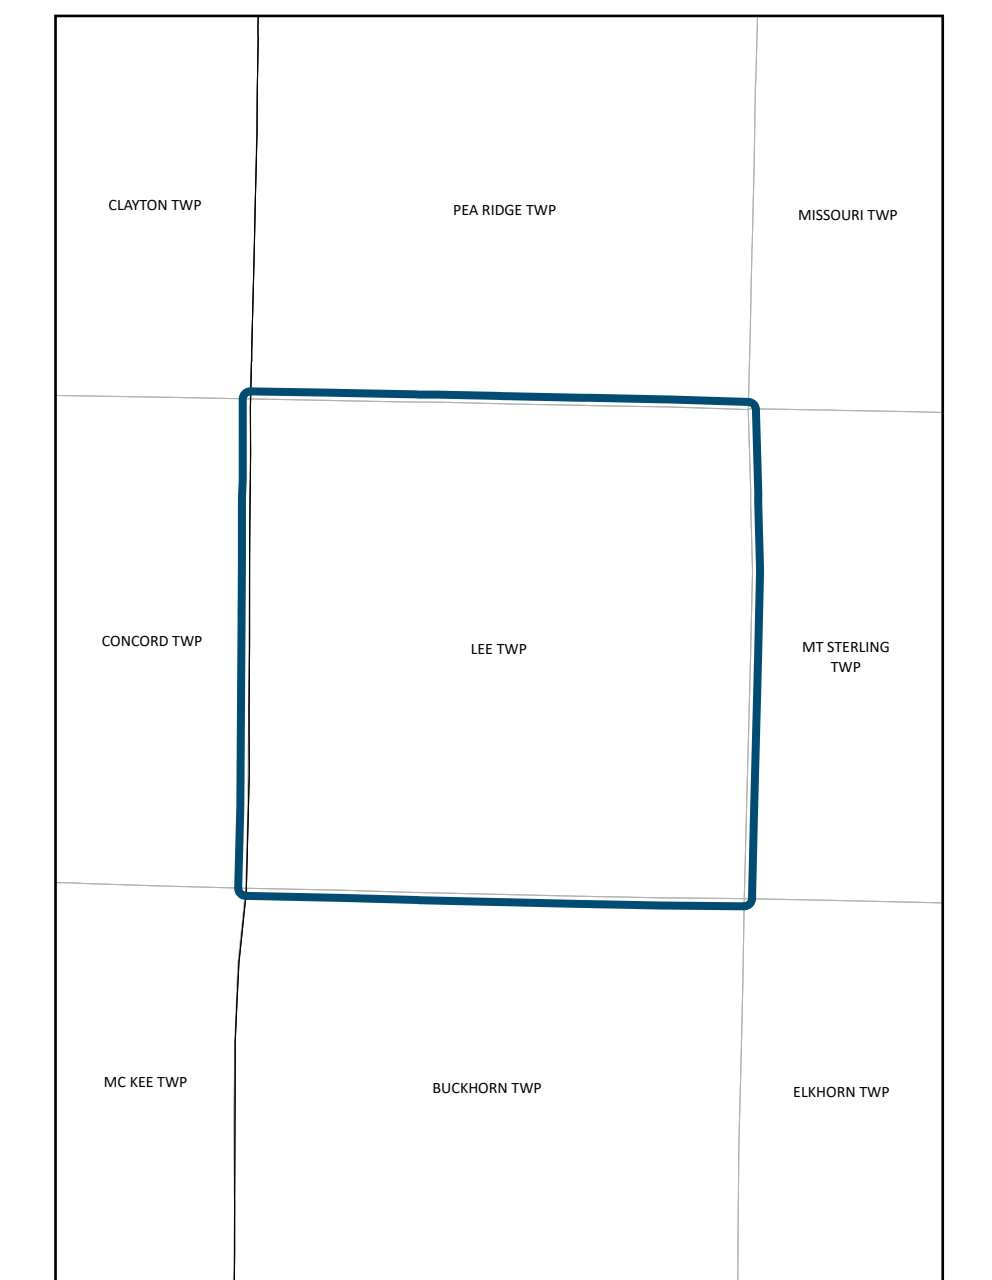 CLAYTON TWP
PEA RIDGE TWP
MISSOURI TWP
CONCORD TWP
LEE TWP
MT STERLING
TWP
MC KEE TWP
BUCKHORN TWP
ELKHORN TWP